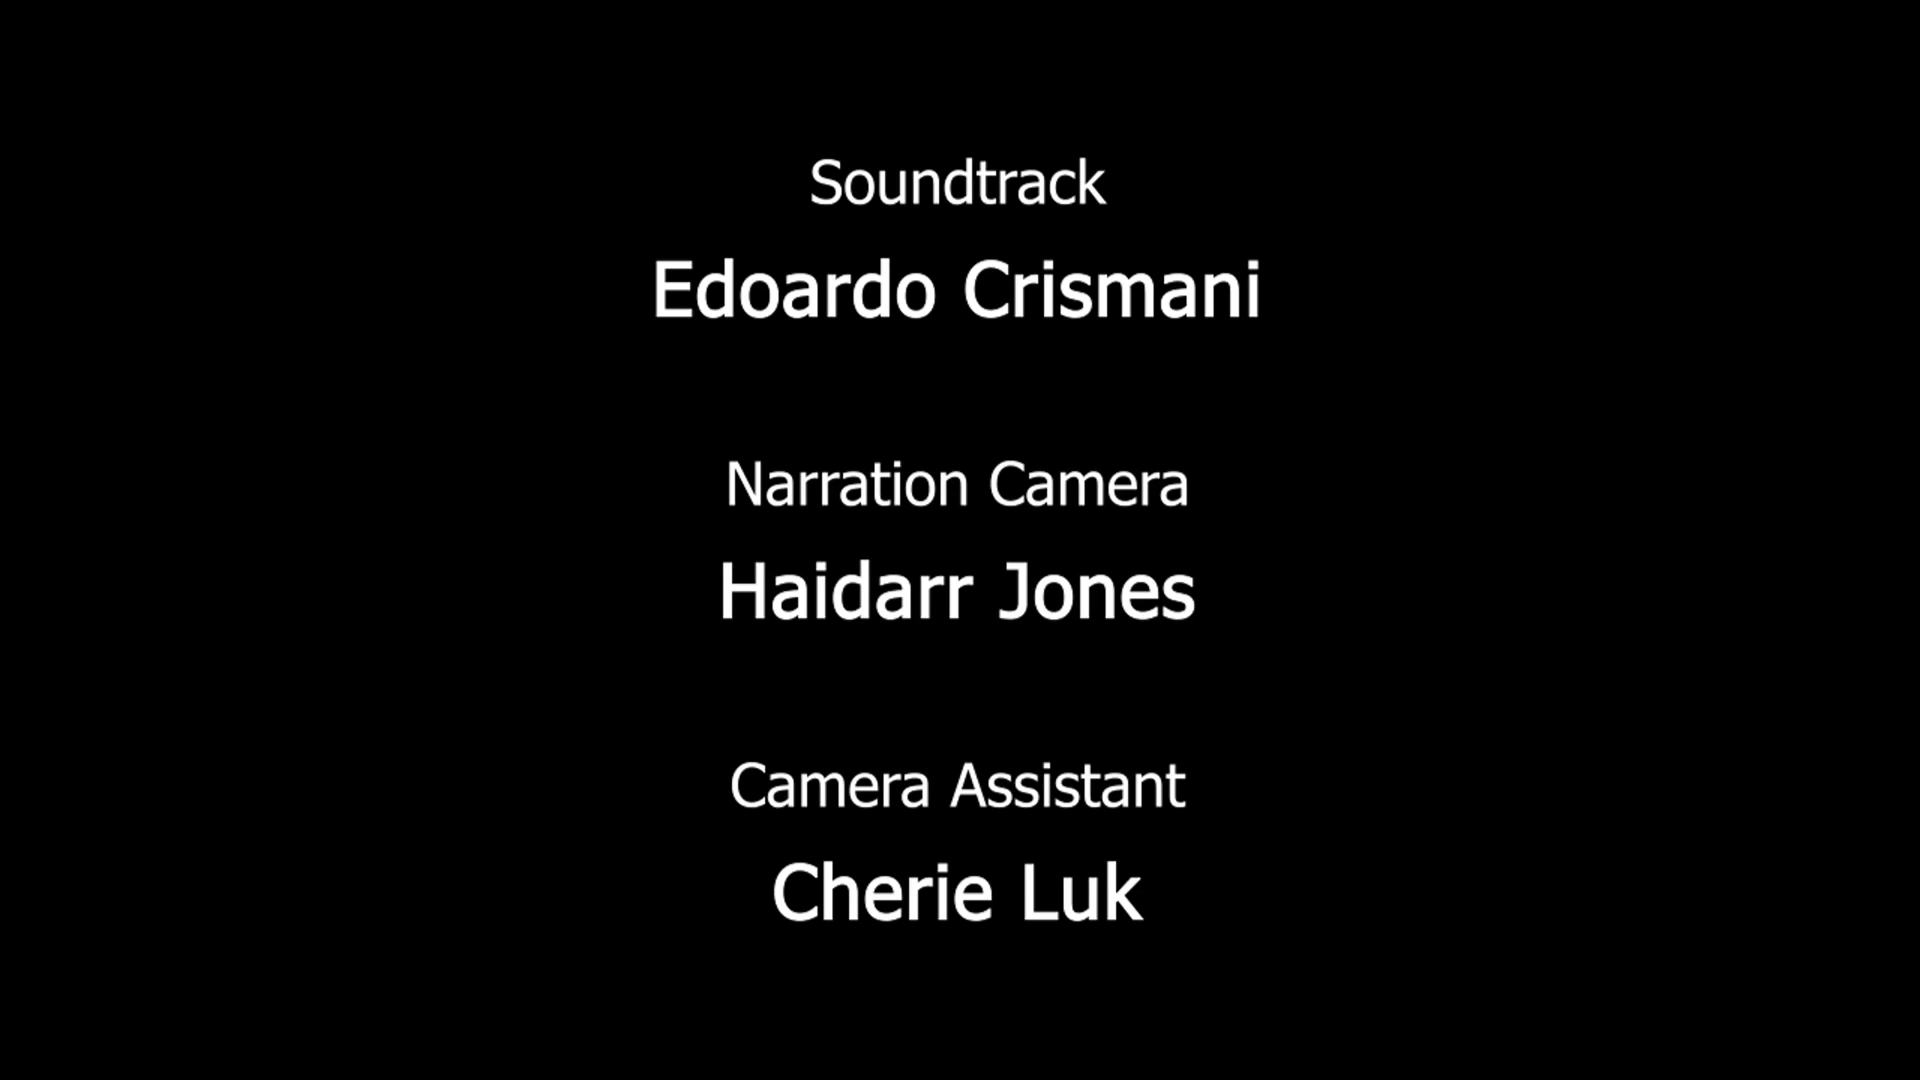 Soundtrack
Edoardo Crismani
Narration Camera
Haidarr Jones
Camera Assistant
Cherie Luk